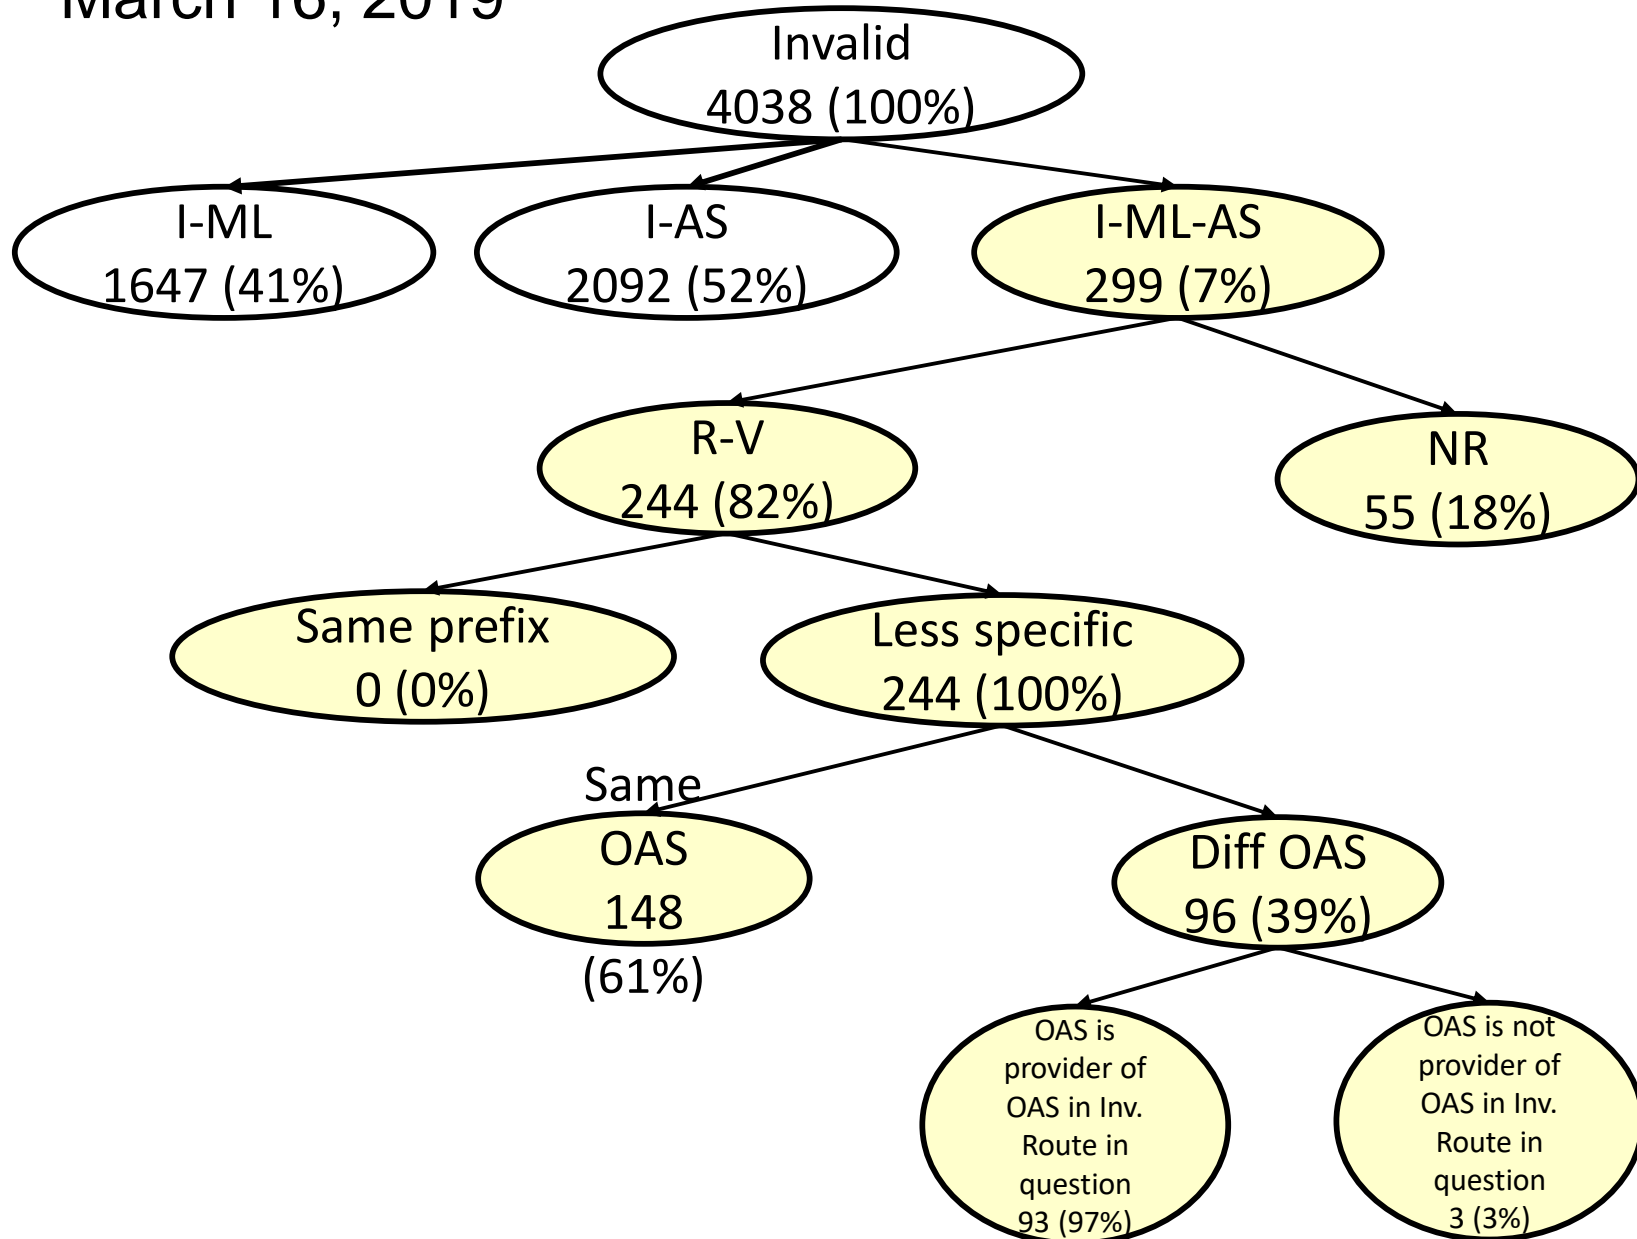 March 16, 2019
Invalid
4038 (100%)
I-ML
1647 (41%)
I-AS
2092 (52%)
I-ML-AS
299 (7%)
R-V
244 (82%)
NR
55 (18%)
Same prefix
0 (0%)
Less specific
244 (100%)
Same
OAS
148
(61%)
Diff OAS
96 (39%)
OAS is
provider of
OAS in Inv.
Route in
question
93 (97%)
OAS is not
provider of
OAS in Inv.
Route in
question
3 (3%)